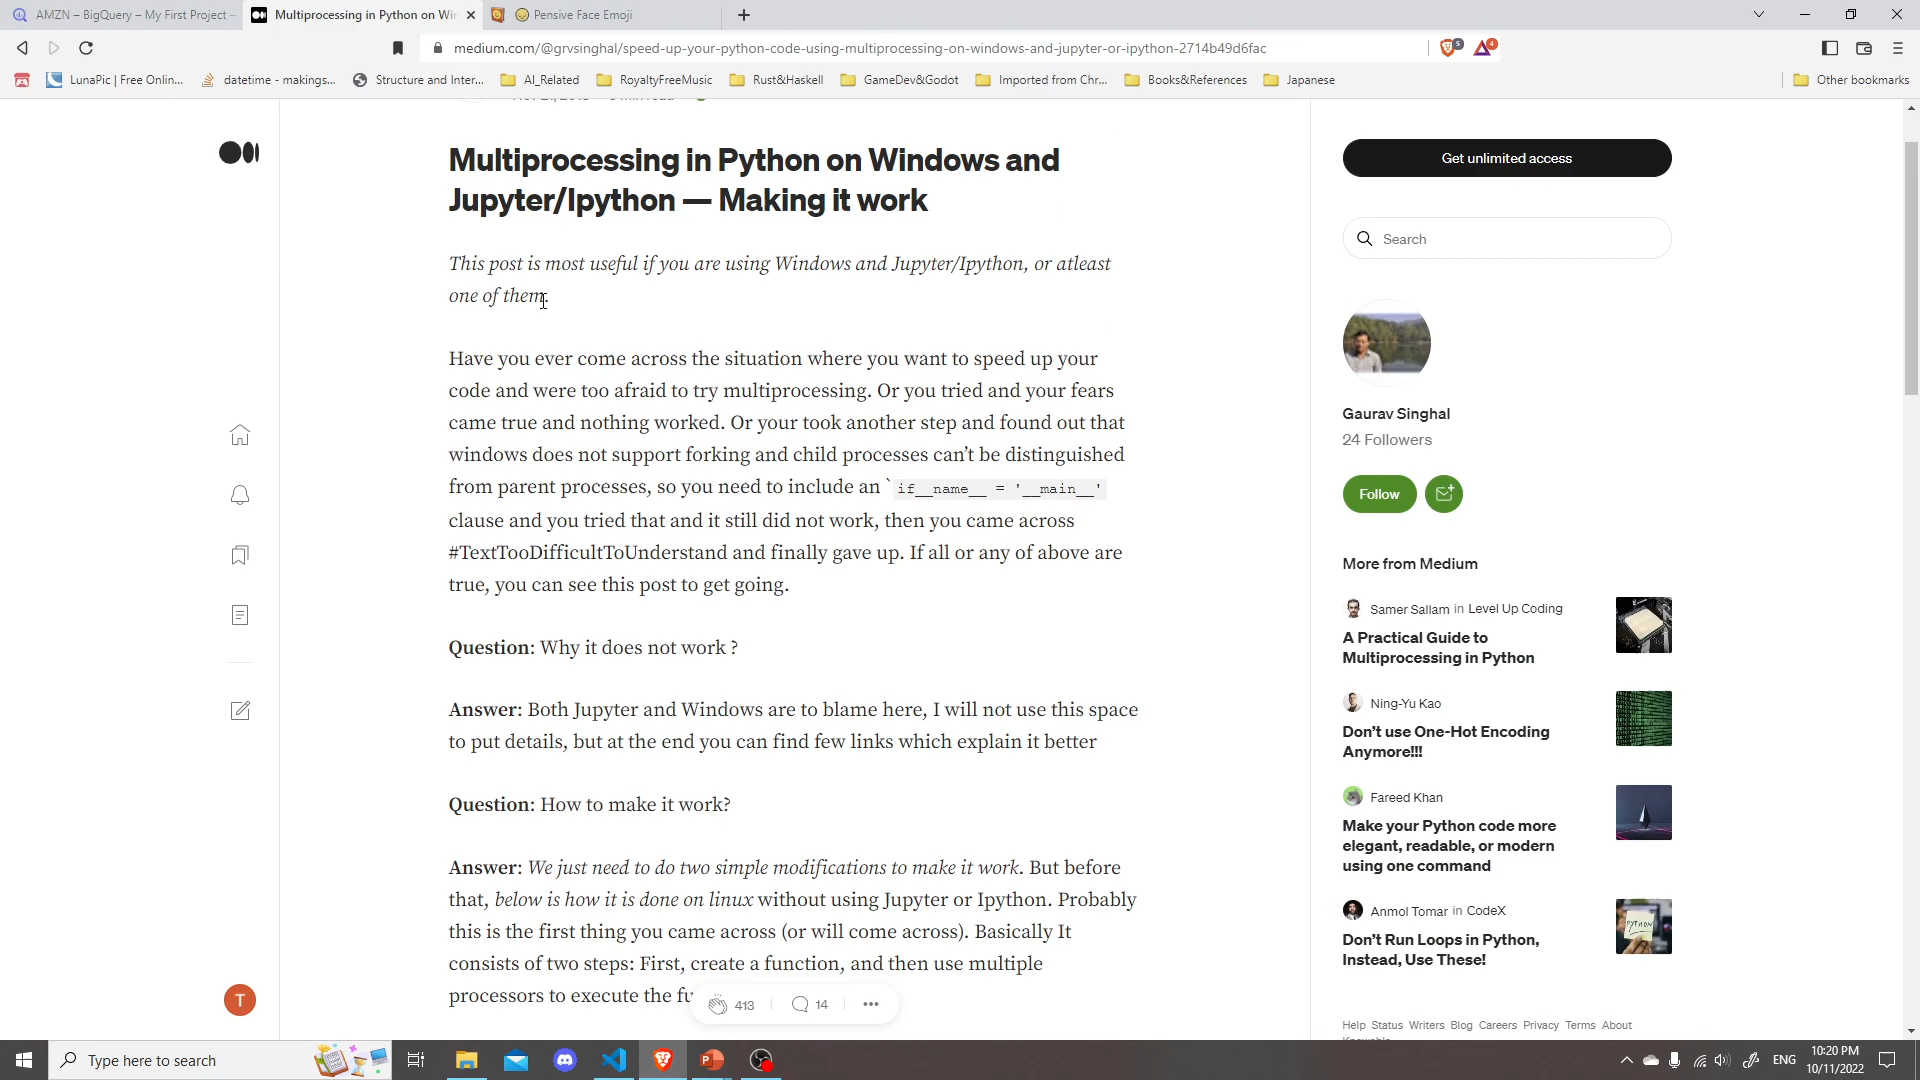 AMZN – BigQuery – My First Project –
Multiprocessing in Python on Win
Pensive Face Emoji
medium.com/@grvsinghal/speed-up-your-python-code-using-multiprocessing-on-windows-and-jupyter-or-ipython-2714b49d6fac
5
4
LunaPic | Free Onlin...
datetime - makings...
Structure and Inter...
AI_Related
RoyaltyFreeMusic
Rust&Haskell
GameDev&Godot
Imported from Chr...
Books&References
Japanese
Other bookmarks
Multiprocessing in Python on Windows and
Jupyter/Ipython — Making it work
This post is most useful if you are using Windows and Jupyter/Ipython, or atleast
one of them.
Have you ever come across the situation where you want to speed up your
code and were too afraid to try multiprocessing. Or you tried and your fears
came true and nothing worked. Or your took another step and found out that
windows does not support forking and child processes can’t be distinguished
from parent processes, so you need to include an ` if__name__ = '__main__'
clause and you tried that and it still did not work, then you came across
#TextTooDifficultToUnderstand and finally gave up. If all or any of above are
true, you can see this post to get going.
Question: Why it does not work ?
Answer: Both Jupyter and Windows are to blame here, I will not use this space
to put details, but at the end you can find few links which explain it better
Question: How to make it work?
Answer: We just need to do two simple modifications to make it work. But before
that, below is how it is done on linux without using Jupyter or Ipython. Probably
this is the first thing you came across (or will come across). Basically It
consists of two steps: First, create a function, and then use multiple
processors to execute the fu
413
14
T
Get unlimited access
Search
Gaurav Singhal
24 Followers
Follow
More from Medium
Samer Sallam in Level Up Coding
A Practical Guide to
Multiprocessing in Python
Ning-Yu Kao
Don’t use One-Hot Encoding
Anymore!!!
Fareed Khan
Make your Python code more
elegant, readable, or modern
using one command
Anmol Tomar in CodeX
Don’t Run Loops in Python,
Instead, Use These!
PYTHON
Help Status Writers Blog Careers Privacy Terms About
Type here to search
ENG
10:20 PM
10/11/2022